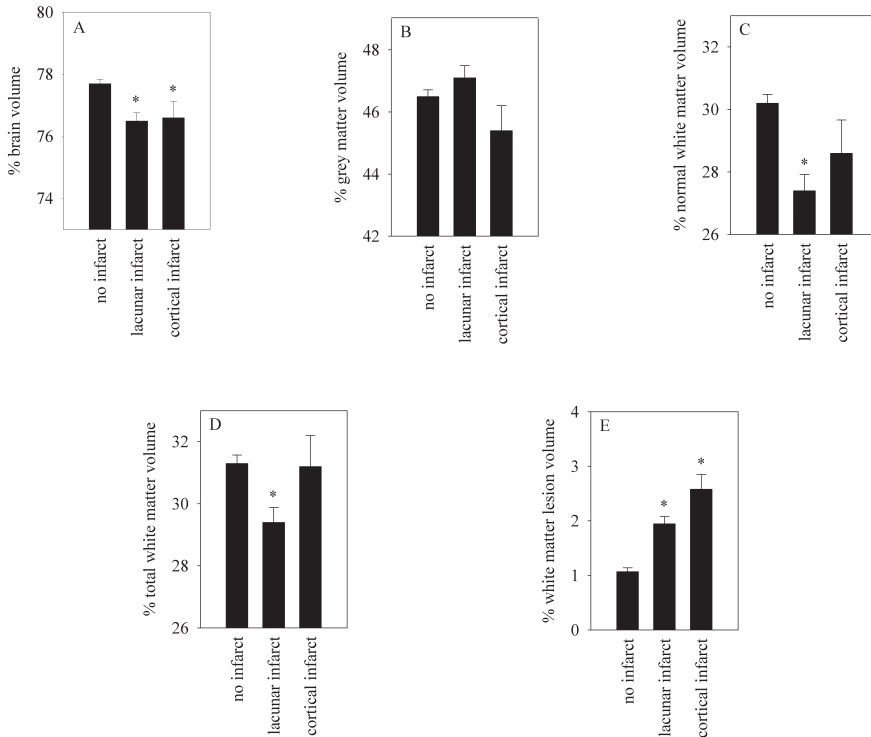 A
% brain volume
80
78
76
74
*
*
no infarct
lacunar infarct
cortical infarct
B
% grey matter volume
48
46
44
42
no infarct
lacunar infarct
cortical infarct
C
% normal white matter volume
32
30
28
26
*
no infarct
lacunar infarct
cortical infarct
D
% total white matter volume
32
30
28
26
*
no infarct
lacunar infarct
cortical infarct
E
% white matter lesion volume
4
3
2
1
0
*
*
no infarct
lacunar infarct
cortical infarct